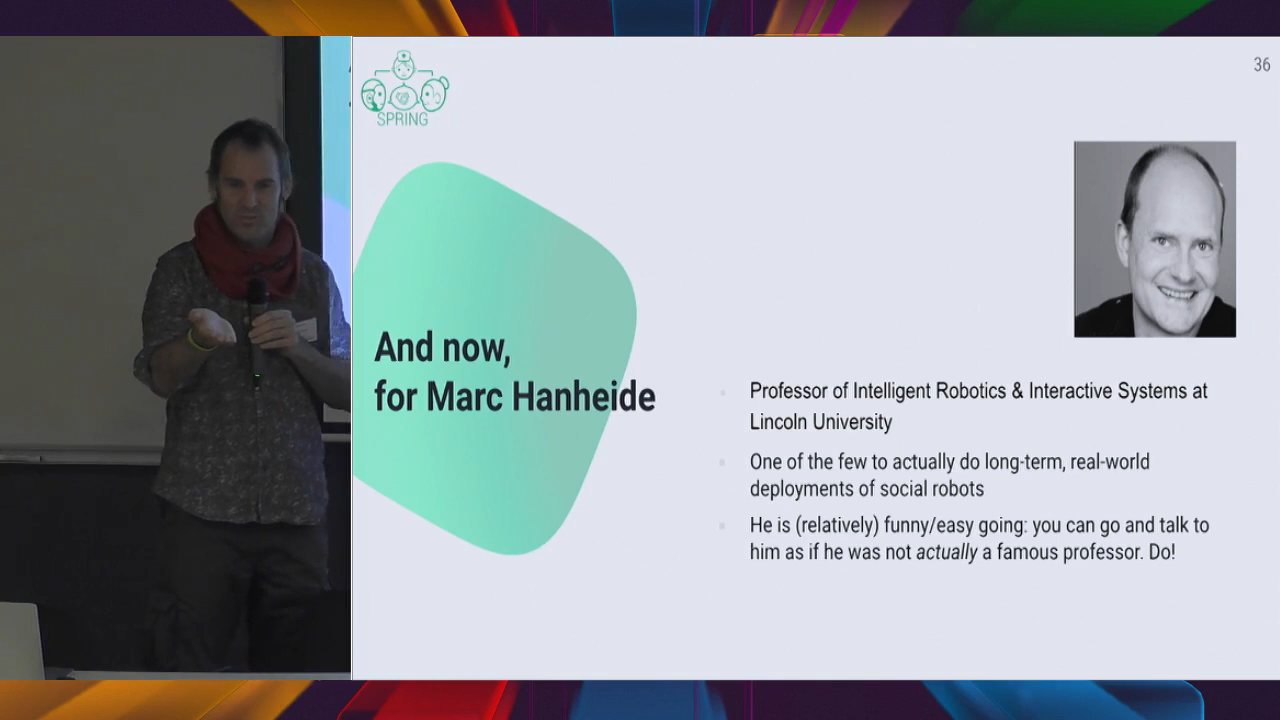 SPRING
36
And now,
for Marc Hanheide
Professor of Intelligent Robotics & Interactive Systems at
Lincoln University
One of the few to actually do long-term, real-world
deployments of social robots
He is (relatively) funny/easy going: you can go and talk to
him as if he was not actually a famous professor. Do!